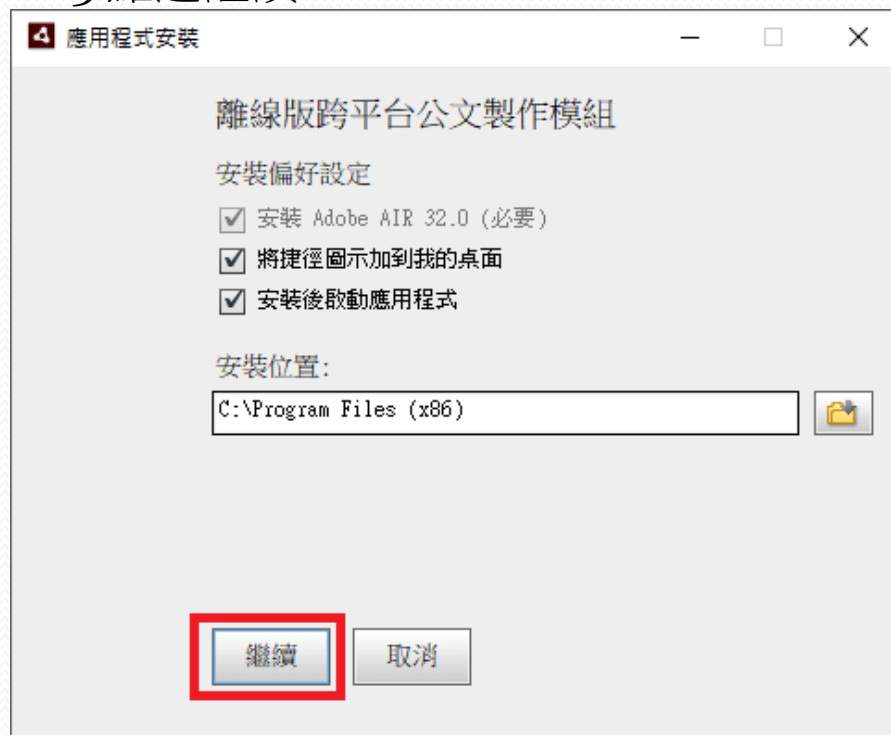 應用程式安裝
離線版跨平台公文製作模組
安裝偏好設定
安裝 Adobe AIR 32.0 (必要)
將捷徑圖示加到我的桌面
安裝後啟動應用程式
安裝位置:
C:\Program Files (x86)
繼續
取消